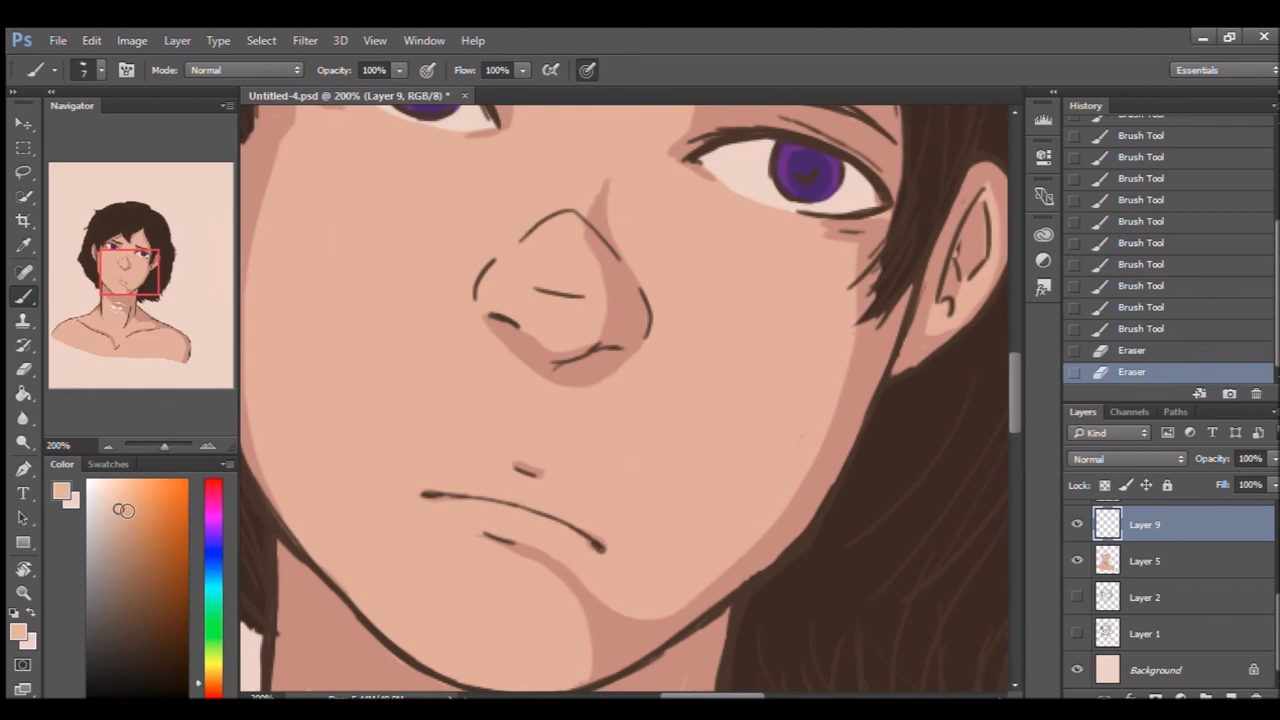 Ps File Edit Image Layer Type Select Filter 3D View Window Help
7 Mode: Normal Opacity: 100% Flow: 100% Essentials
Navigator
Untitled-4.psd @ 200% (Layer 9, RGB/8) *
History
Brush Tool
Brush Tool
Brush Tool
Brush Tool
Brush Tool
Brush Tool
Brush Tool
Brush Tool
Brush Tool
Brush Tool
Eraser
Eraser
Layers Channels Paths
Kind
Normal Opacity: 100%
Lock: Fill: 100%
Layer 9
Layer 5
Layer 2
Layer 1
Background
200%
Color Swatches
200%